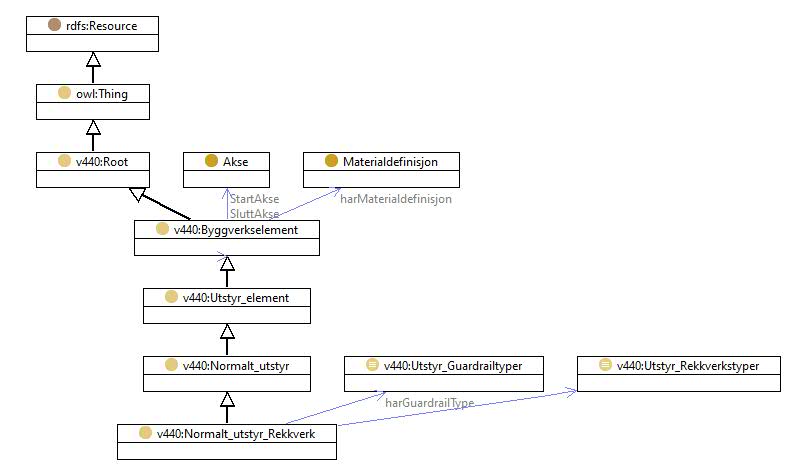 rdfs:Resource
owl:Thing
v440:Root
Akse
Materialdefinisjon
StartAkse
SluttAkse
harMaterialdefinisjon
v440:Byggverkselement
v440:Utstyr_element
v440:Normalt_utstyr
v440:Utstyr_Guardrailtyper
v440:Utstyr_Rekkverkstyper
harGuardrailType
v440:Normalt_utstyr_Rekkverk